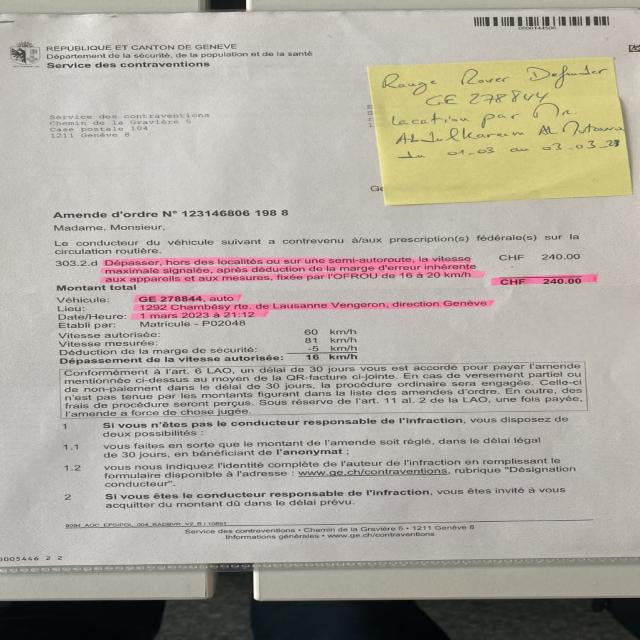 0000144506
REPUBLIQUE ET CANTON DE GENEVE
Département de la sécurité, de la population et de la santé
Service des contraventions
Range Rover Defender
GE 278844
Location par Mr.
Abdulkareem Al
du 01-03 au 03-03-23
Service des contraventions
Chemin de la Gravière 5
Case postale 104
1211 Genève 8
Ge
Amende d'ordre N° 123146806 198 8
Madame, Monsieur,
Le conducteur du véhicule suivant a contrevenu à/aux prescription(s) fédérale(s) sur la
circulation routière.
303.2.d Dépasser, hors des localités ou sur une semi-autoroute, la vitesse CHF 240.00
maximale signalée, après déduction de la marge d'erreur inhérente
aux appareils et aux mesures, fixée par l'OFROU de 16 à 20 km/h
Montant total CHF 240.00
Véhicule: GE 278844, auto
Lieu: 1292 Chambésy rte. de Lausanne Vengeron, direction Genève
Date/Heure: 1 mars 2023 à 21:12
Etabli par: Matricule - P02048
Vitesse autorisée: 60 km/h
Vitesse mesurée: 81 km/h
Déduction de la marge de sécurité: -5 km/h
Dépassement de la vitesse autorisée: 16 km/h
Conformément à l'art. 6 LAO, un délai de 30 jours vous est accordé pour payer l'amende
mentionnée ci-dessus au moyen de la QR-facture ci-jointe. En cas de versement partiel ou
de non-paiement dans le délai de 30 jours, la procédure ordinaire sera engagée. Celle-ci
n'est pas tenue par les montants figurant dans la liste des amendes d'ordre. En outre, des
frais de procédure seront perçus. Sous réserve de l'art. 11 al. 2 de la LAO, une fois payée,
l'amende a force de chose jugée.
1 Si vous n'êtes pas le conducteur responsable de l'infraction, vous disposez de
deux possibilités :
1.1 vous faites en sorte que le montant de l'amende soit réglé, dans le délai légal
de 30 jours, en bénéficiant de l'anonymat ;
1.2 vous nous indiquez l'identité complète de l'auteur de l'infraction en remplissant le
formulaire disponible à l'adresse : www.ge.ch/contraventions, rubrique "Désignation
conducteur".
2 Si vous êtes le conducteur responsable de l'infraction, vous êtes invité à vous
acquitter du montant dû dans le délai prévu.
Service des contraventions • Chemin de la Gravière 5 • 1211 Genève 8
Informations générales • www.ge.ch/contraventions
0005446 2 2